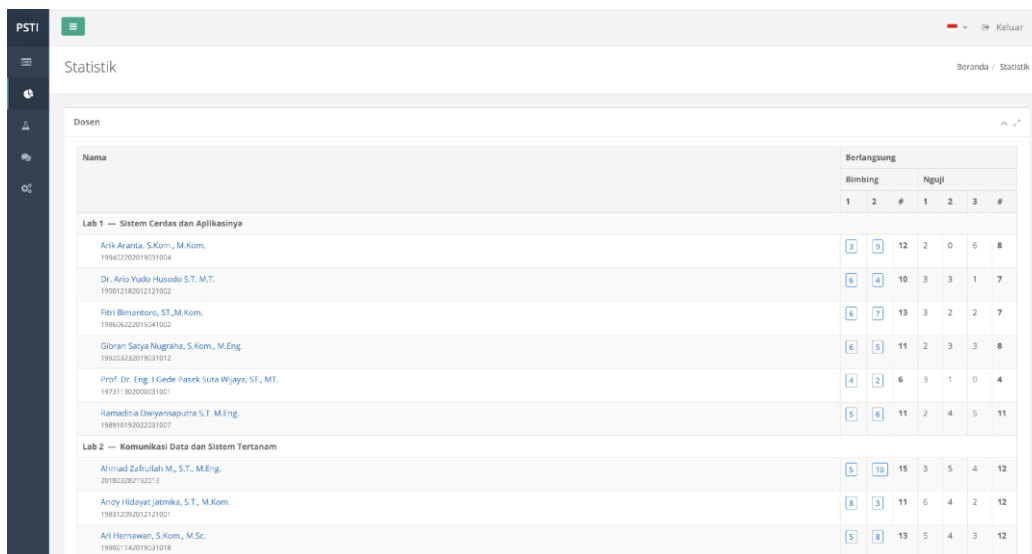 PSTI
Keluar
Statistik
Beranda / Statistik
Dosen
Nama Berlangsung
Bimbing Nguji
1 2 # 1 2 3 #
Lab 1 — Sistem Cerdas dan Aplikasinya
Arik Aranta, S.Kom., M.Kom. 3 9 12 2 0 6 8
199402202019031004
Dr. Ario Yudo Husodo S.T. M.T. 6 4 10 3 3 1 7
199012182012121002
Fitri Bimantoro, ST.,M.Kom. 6 7 13 3 2 2 7
198606222015041002
Gibran Satya Nugraha, S.Kom., M.Eng. 6 5 11 2 3 3 8
199203232019031012
Prof. Dr. Eng. I Gede Pasek Suta Wijaya, ST., MT. 4 2 6 3 1 0 4
197311302000031001
Ramaditia Dwiyansaputra S.T. M.Eng. 5 6 11 2 4 5 11
198910192022031007
Lab 2 — Komunikasi Data dan Sistem Tertanam
Ahmad Zafrullah M., S.T., M.Eng. 5 10 15 3 5 4 12
201803282192013
Andy Hidayat Jatmika, S.T., M.Kom. 8 3 11 6 4 2 12
198312092012121001
Ari Hernawan, S.Kom., M.Sc. 5 8 13 5 4 3 12
199001142019031018